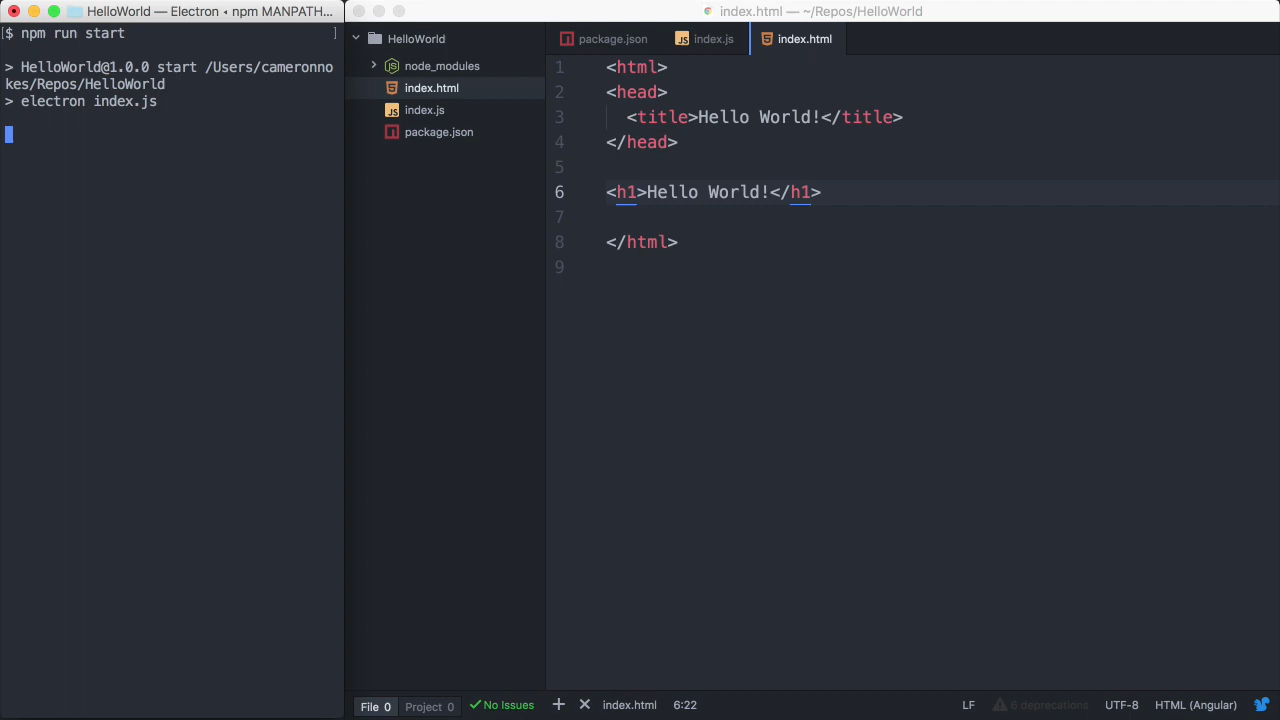 HelloWorld — Electron ◂ npm MANPATH...
[$ npm run start ]
> HelloWorld@1.0.0 start /Users/cameronno
kes/Repos/HelloWorld
> electron index.js
index.html — ~/Repos/HelloWorld
HelloWorld
node_modules
index.html
index.js
package.json
package.json
JS index.js
index.html
1 <html>
2 <head>
3 <title>Hello World!</title>
4 </head>
5
6 <h1>Hello World!</h1>
7
8 </html>
9
File 0 Project 0 No Issues + × index.html 6:22 LF 6 deprecations UTF-8 HTML (Angular)